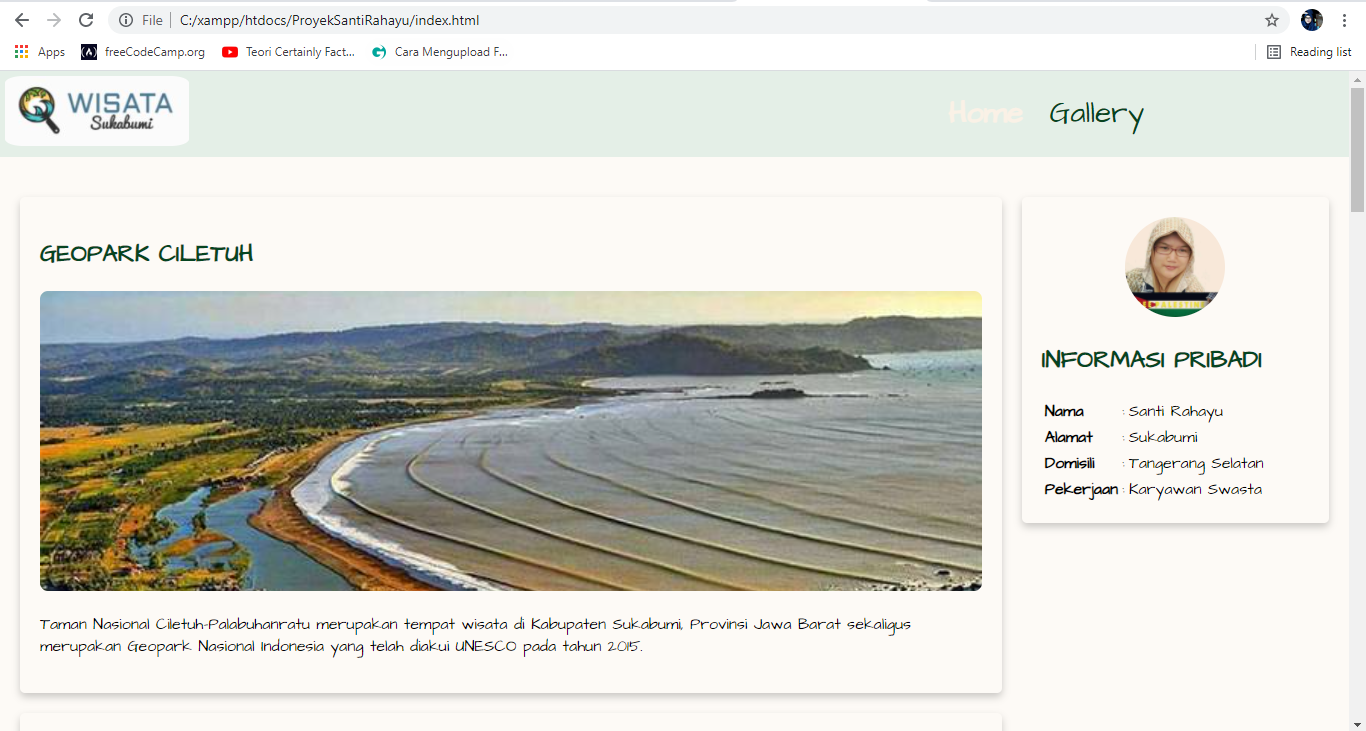 File
C:/xampp/htdocs/ProyekSantiRahayu/index.html
Apps
freeCodeCamp.org
Teori Certainly Fact...
Cara Mengupload F...
Reading list
WISATA
Sukabumi
Home
Gallery
GEOPARK CILETUH
Taman Nasional Ciletuh-Palabuhanratu merupakan tempat wisata di Kabupaten Sukabumi, Provinsi Jawa Barat sekaligus
merupakan Geopark Nasional Indonesia yang telah diakui UNESCO pada tahun 2015.
INFORMASI PRIBADI
Nama : Santi Rahayu
Alamat : Sukabumi
Domisili : Tangerang Selatan
Pekerjaan : Karyawan Swasta